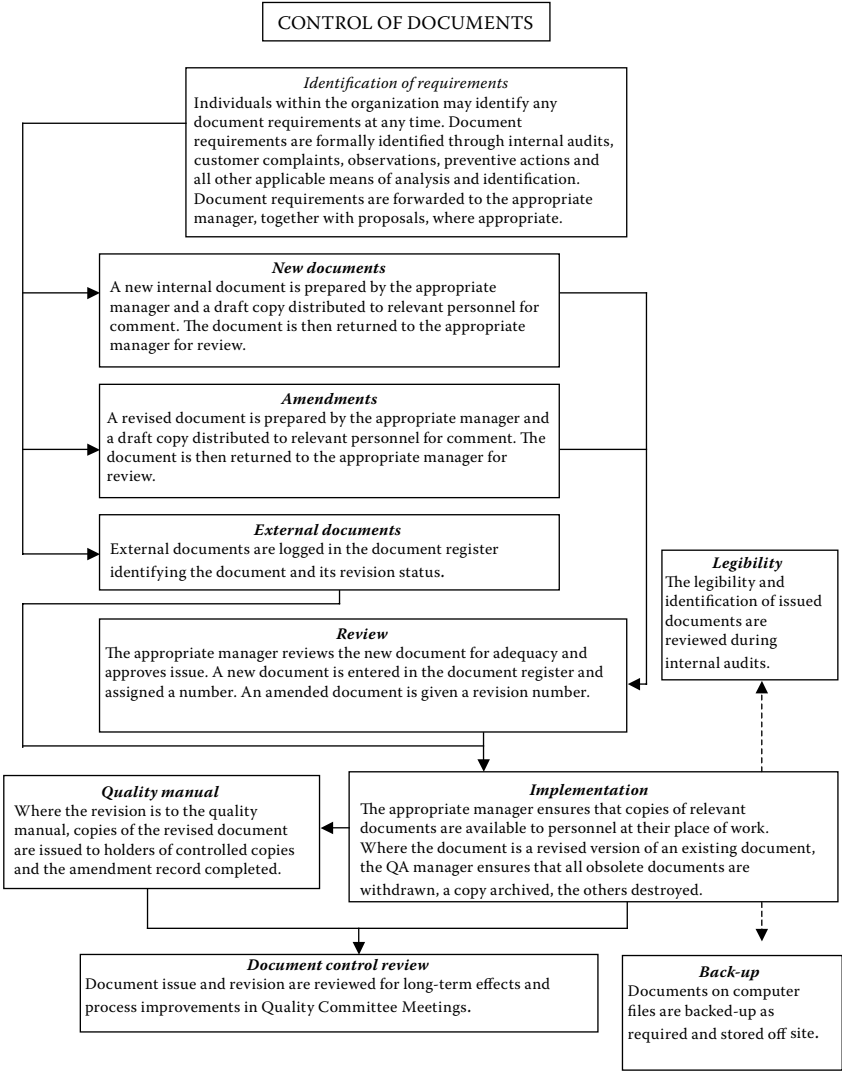 CONTROL OF DOCUMENTS
Identification of requirements
Individuals within the organization may identify any
document requirements at any time. Document
requirements are formally identified through internal audits,
customer complaints, observations, preventive actions and
all other applicable means of analysis and identification.
Document requirements are forwarded to the appropriate
manager, together with proposals, where appropriate.
New documents
A new internal document is prepared by the appropriate
manager and a draft copy distributed to relevant personnel for
comment. The document is then returned to the appropriate
manager for review.
Amendments
A revised document is prepared by the appropriate manager and
a draft copy distributed to relevant personnel for comment. The
document is then returned to the appropriate manager for
review.
External documents
External documents are logged in the document register
identifying the document and its revision status.
Legibility
The legibility and
identification of issued
documents are
reviewed during
internal audits.
Review
The appropriate manager reviews the new document for adequacy and
approves issue. A new document is entered in the document register and
assigned a number. An amended document is given a revision number.
Quality manual
Where the revision is to the quality
manual, copies of the revised document
are issued to holders of controlled copies
and the amendment record completed.
Implementation
The appropriate manager ensures that copies of relevant
documents are available to personnel at their place of work.
Where the document is a revised version of an existing document,
the QA manager ensures that all obsolete documents are
withdrawn, a copy archived, the others destroyed.
Document control review
Document issue and revision are reviewed for long-term effects and
process improvements in Quality Committee Meetings.
Back-up
Documents on computer
files are backed-up as
required and stored off site.